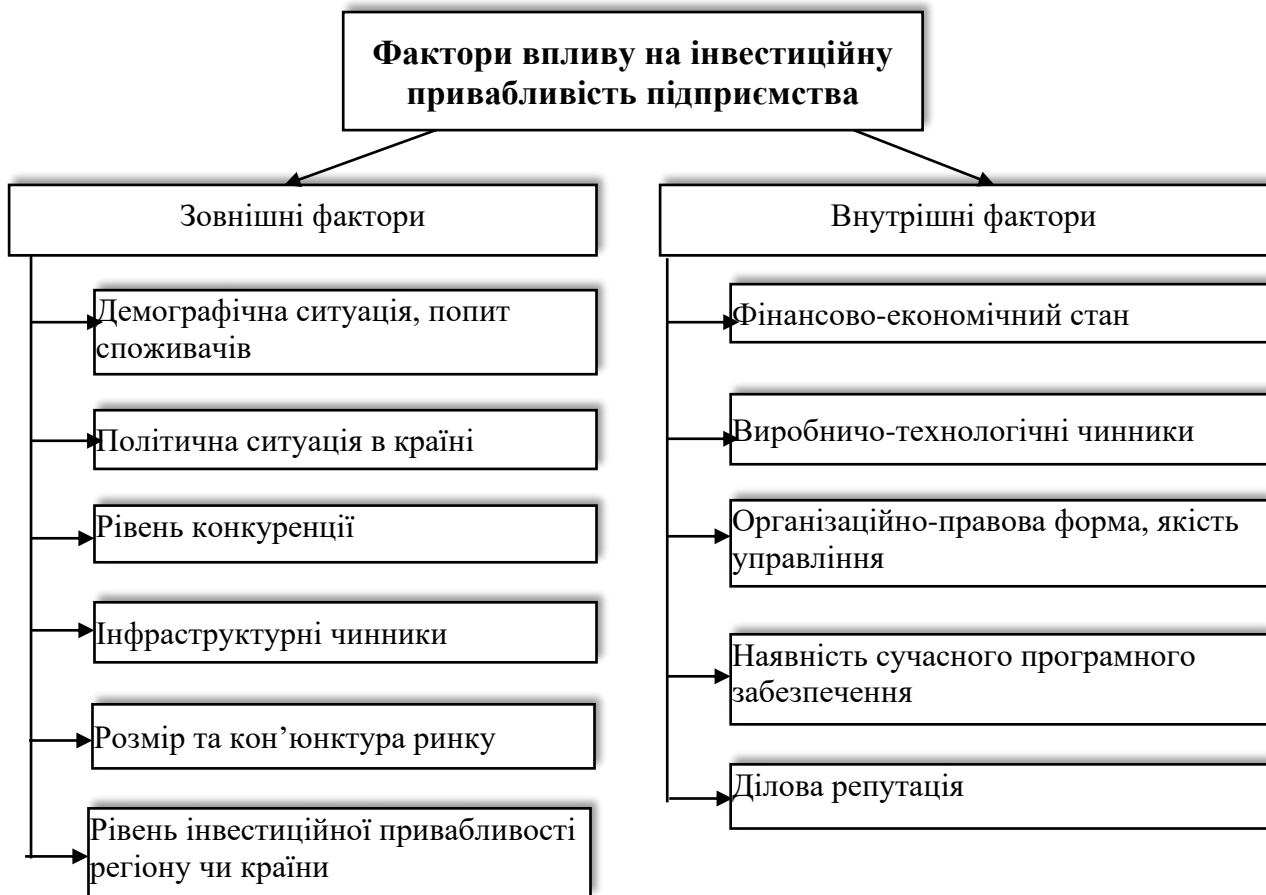 Фактори впливу на інвестиційну
привабливість підприємства
Зовнішні фактори
Демографічна ситуація, попит
споживачів
Політична ситуація в країні
Рівень конкуренції
Інфраструктурні чинники
Розмір та кон’юнктура ринку
Рівень інвестиційної привабливості
регіону чи країни
Внутрішні фактори
Фінансово-економічний стан
Виробничо-технологічні чинники
Організаційно-правова форма, якість
управління
Наявність сучасного програмного
забезпечення
Ділова репутація